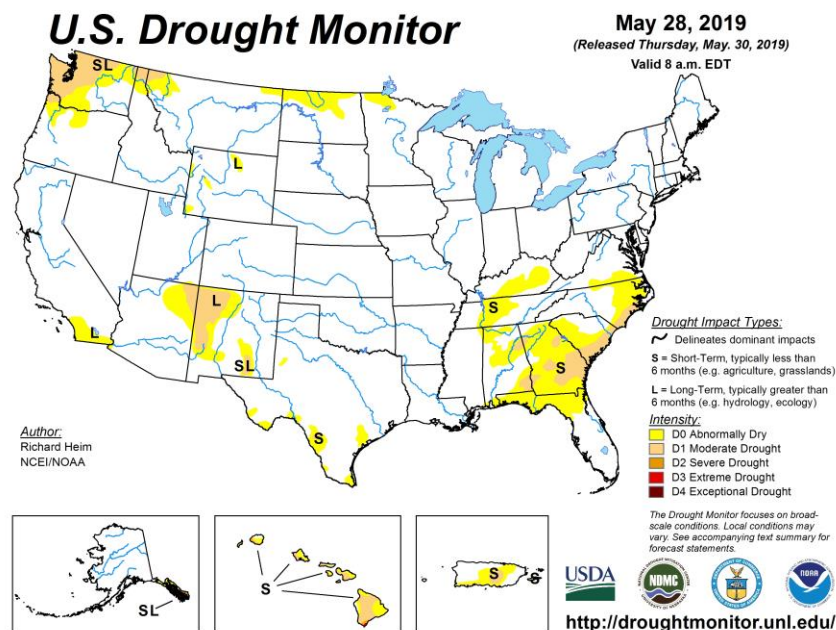 U.S. Drought Monitor
May 28, 2019
(Released Thursday, May. 30, 2019)
Valid 8 a.m. EDT
SL
L
L
L
SL
S
S
S
Drought Impact Types:
Delineates dominant impacts
S = Short-Term, typically less than
6 months (e.g. agriculture, grasslands)
L = Long-Term, typically greater than
6 months (e.g. hydrology, ecology)
Intensity:
D0 Abnormally Dry
D1 Moderate Drought
D2 Severe Drought
D3 Extreme Drought
D4 Exceptional Drought
Author:
Richard Heim
NCEI/NOAA
The Drought Monitor focuses on broad-
scale conditions. Local conditions may
vary. See accompanying text summary for
forecast statements.
SL
S
S
S
USDA
NDMC
NOAA
http://droughtmonitor.unl.edu/